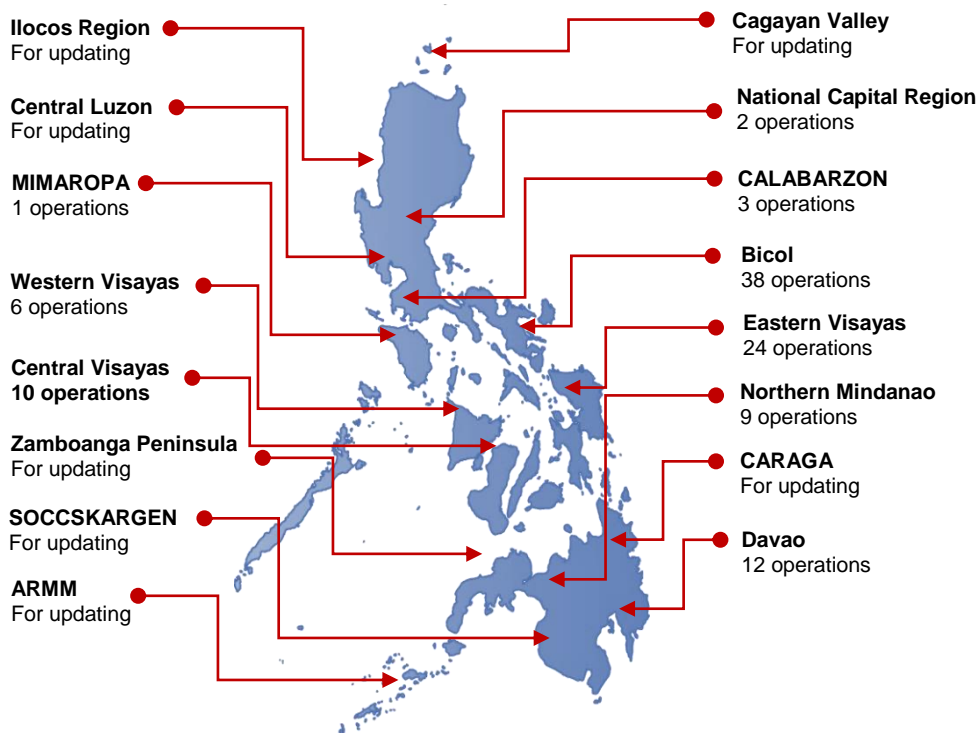 Ilocos Region
For updating
Central Luzon
For updating
MIMAROPA
1 operations
Western Visayas
6 operations
Central Visayas
10 operations
Zamboanga Peninsula
For updating
SOCCSKARGEN
For updating
ARMM
For updating
Cagayan Valley
For updating
National Capital Region
2 operations
CALABARZON
3 operations
Bicol
38 operations
Eastern Visayas
24 operations
Northern Mindanao
9 operations
CARAGA
For updating
Davao
12 operations